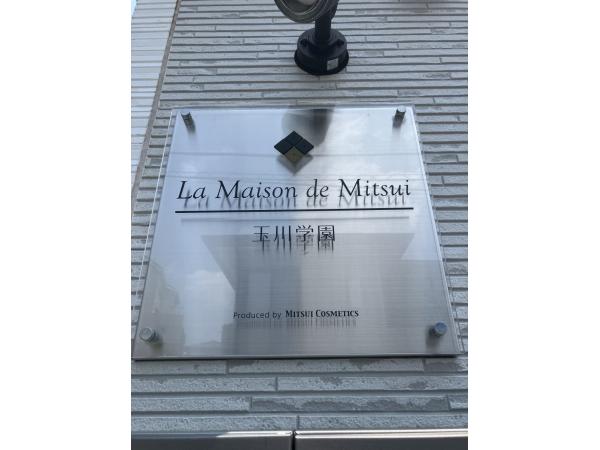 La Maison de Mitsui
玉川学園
Produced by MITSUI COSMETICS